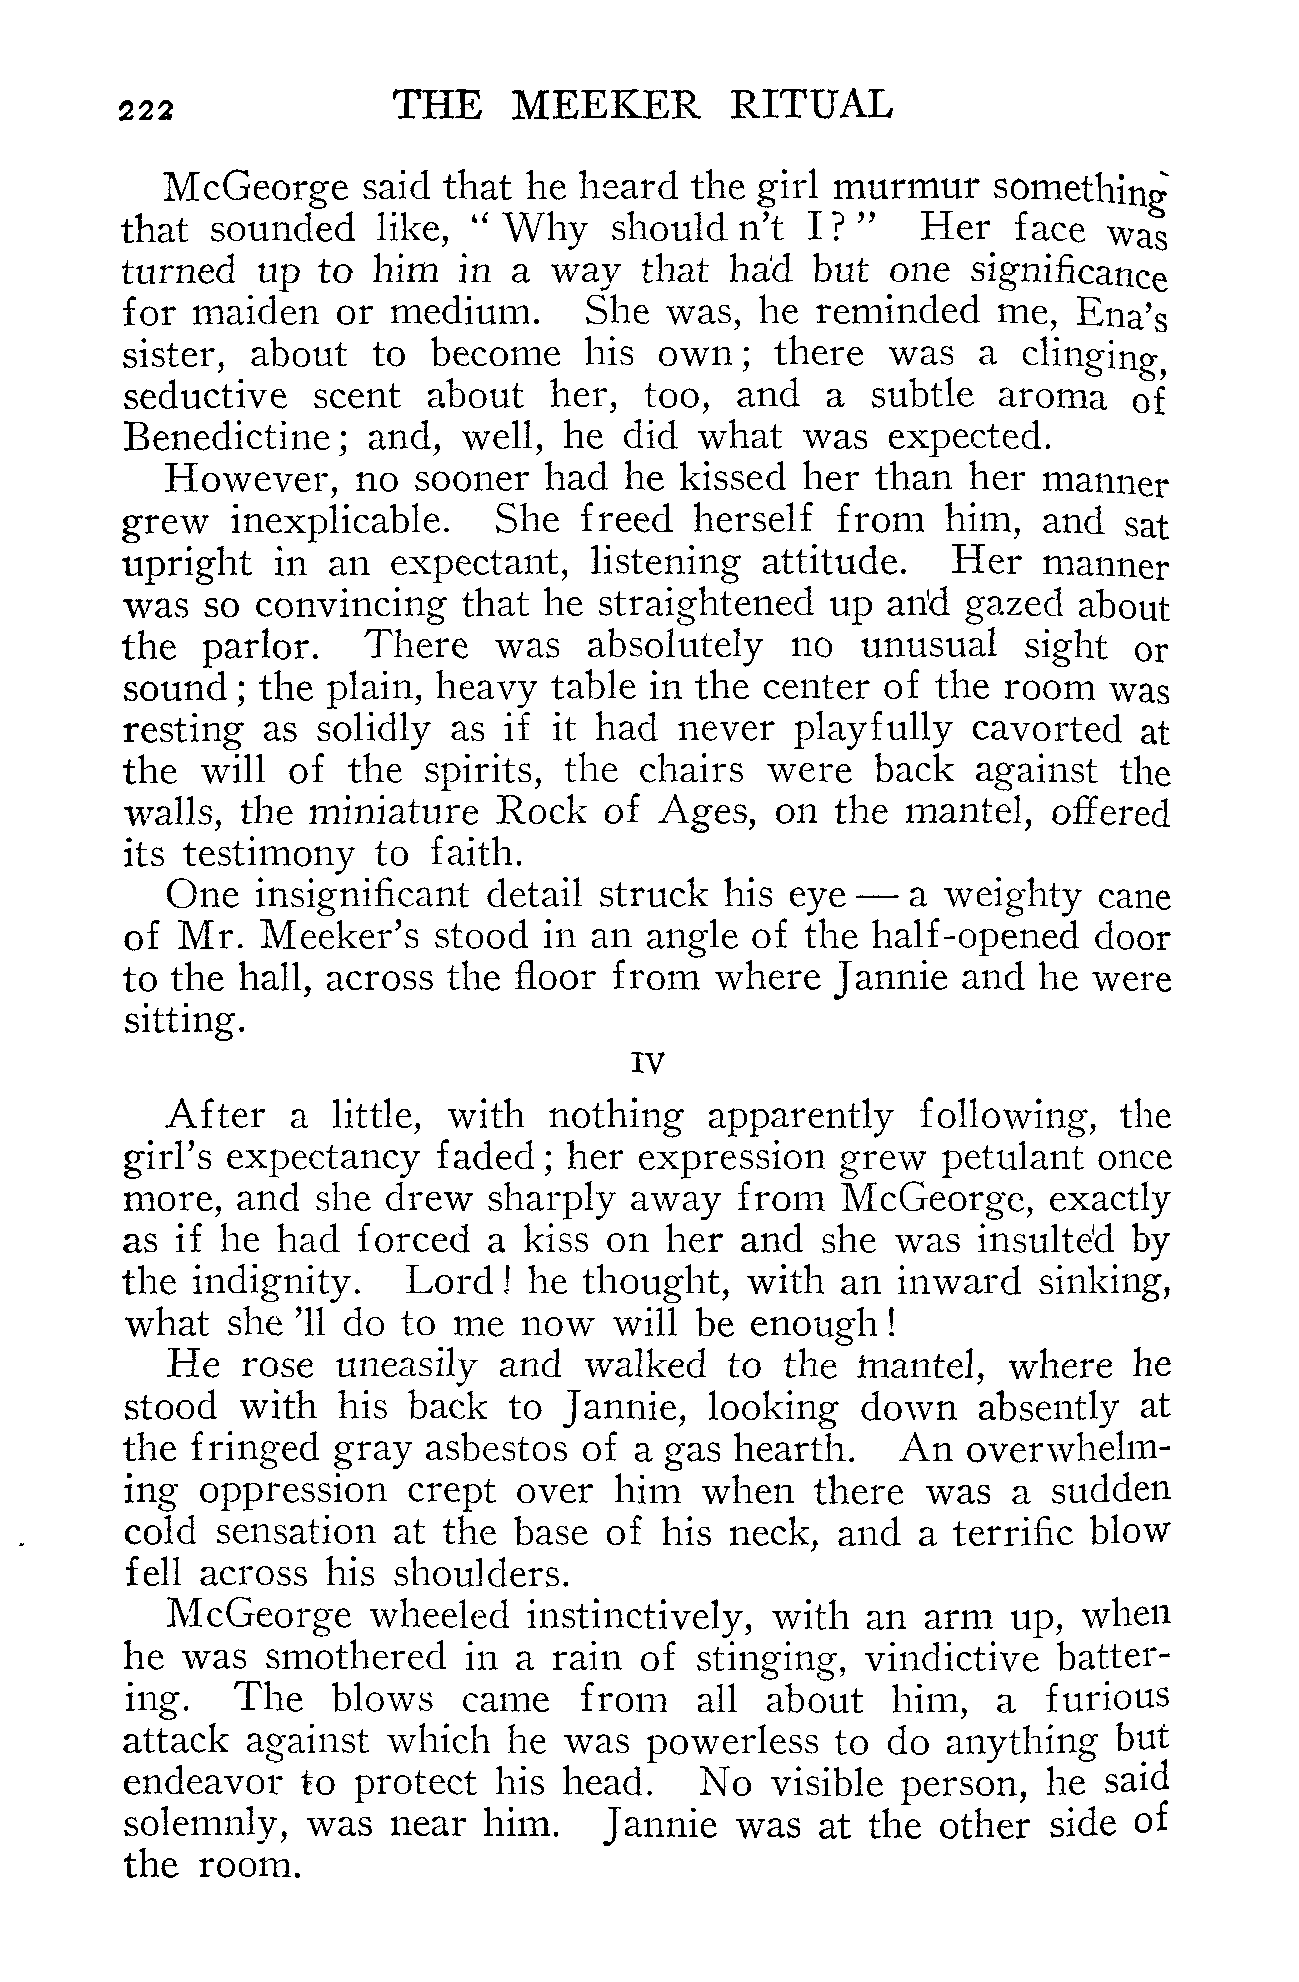 222 THE MEEKER RITUAL
McGeorge said that he heard the girl murmur something
that sounded like, " Why should n't I? " Her face was
turned up to him in a way that had but one significance
for maiden or medium. She was, he reminded me, Ena's
sister, about to become his own; there was a clinging,
seductive scent about her, too, and a subtle aroma of
Benedictine; and, well, he did what was expected.
However, no sooner had he kissed her than her manner
grew inexplicable. She freed herself from him, and sat
upright in an expectant, listening attitude. Her manner
was so convincing that he straightened up and gazed about
the parlor. There was absolutely no unusual sight or
sound; the plain, heavy table in the center of the room was
resting as solidly as if it had never playfully cavorted at
the will of the spirits, the chairs were back against the
walls, the miniature Rock of Ages, on the mantel, offered
its testimony to faith.
One insignificant detail struck his eye — a weighty cane
of Mr. Meeker's stood in an angle of the half-opened door
to the hall, across the floor from where Jannie and he were
sitting.
IV
After a little, with nothing apparently following, the
girl's expectancy faded; her expression grew petulant once
more, and she drew sharply away from McGeorge, exactly
as if he had forced a kiss on her and she was insulted by
the indignity. Lord! he thought, with an inward sinking,
what she 'll do to me now will be enough!
He rose uneasily and walked to the mantel, where he
stood with his back to Jannie, looking down absently at
the fringed gray asbestos of a gas hearth. An overwhelm-
ing oppression crept over him when there was a sudden
cold sensation at the base of his neck, and a terrific blow
fell across his shoulders.
McGeorge wheeled instinctively, with an arm up, when
he was smothered in a rain of stinging, vindictive batter-
ing. The blows came from all about him, a furious
attack against which he was powerless to do anything but
endeavor to protect his head. No visible person, he said
solemnly, was near him. Jannie was at the other side of
the room.